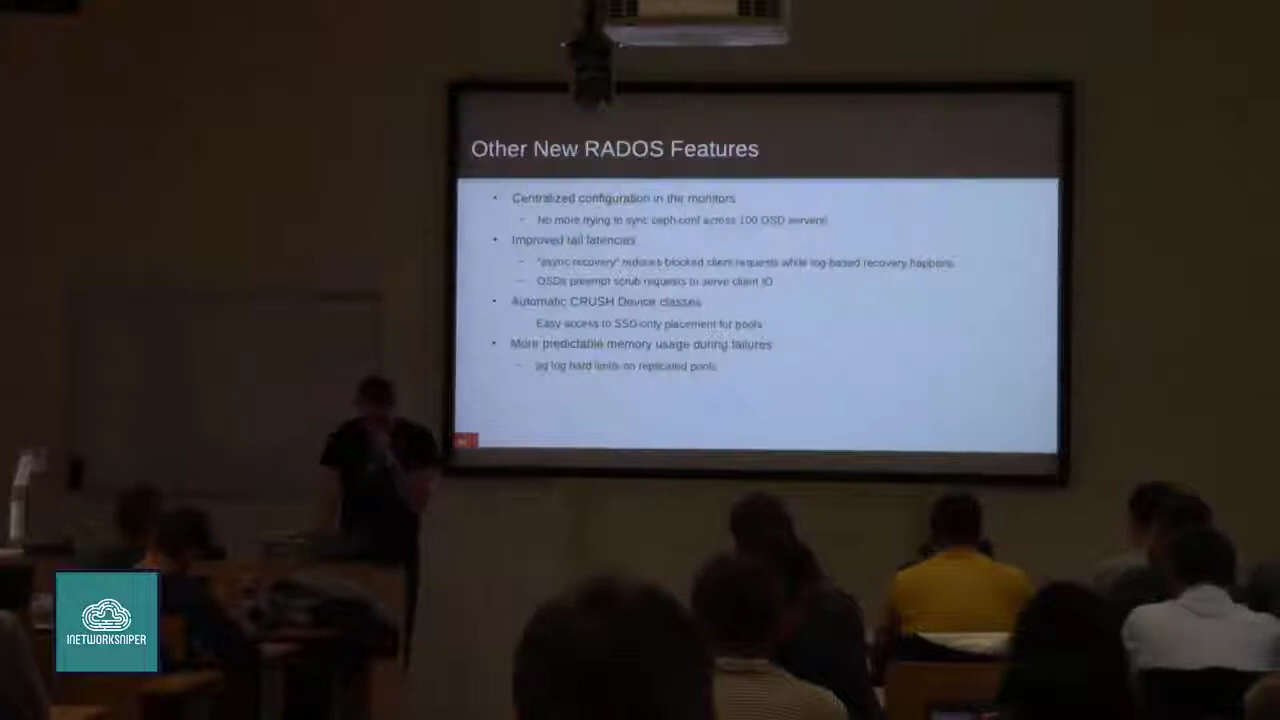 Other New RADOS Features
• Centralized configuration in the monitors
– No more trying to sync ceph.conf across 100 OSD servers!
• Improved tail latencies
– "async recovery" reduces blocked client requests while log-based recovery happens
– OSDs preempt scrub requests to serve client IO
• Automatic CRUSH Device classes
Easy access to SSD-only placement for pools
• More predictable memory usage during failures
– pg log hard limits on replicated pools
INETWORKSNIPER